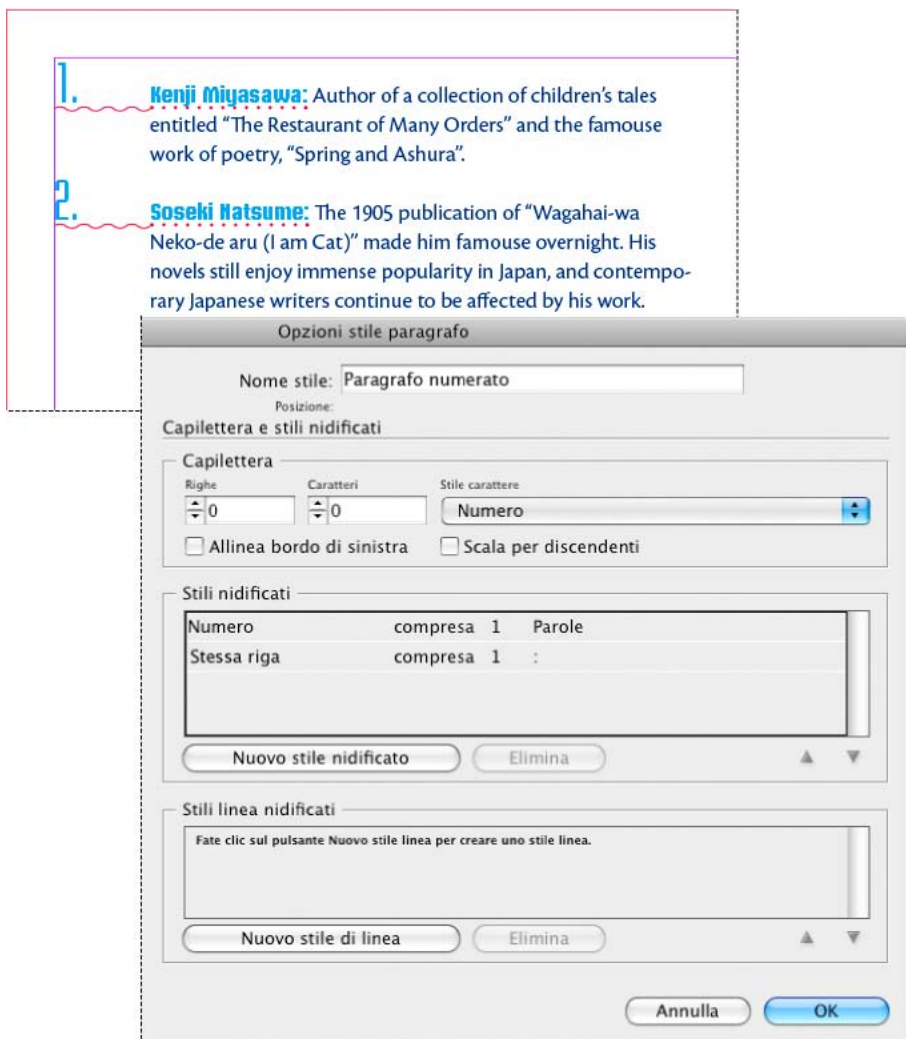 1. Kenji Miyasawa: Author of a collection of children's tales
entitled “The Restaurant of Many Orders” and the famouse
work of poetry, “Spring and Ashura”.
2. Soseki Natsume: The 1905 publication of “Wagahai-wa
Neko-de aru (I am Cat)” made him famouse overnight. His
novels still enjoy immense popularity in Japan, and contempo-
rary Japanese writers continue to be affected by his work.
Opzioni stile paragrafo
Nome stile: Paragrafo numerato
Posizione:
Capilettera e stili nidificati
Capilettera
Righe Caratteri Stile carattere
0 0 Numero
Allinea bordo di sinistra Scala per discendenti
Stili nidificati
Numero compresa 1 Parole
Stessa riga compresa 1 :
Nuovo stile nidificato Elimina
Stili linea nidificati
Fate clic sul pulsante Nuovo stile linea per creare uno stile linea.
Nuovo stile di linea Elimina
Annulla OK